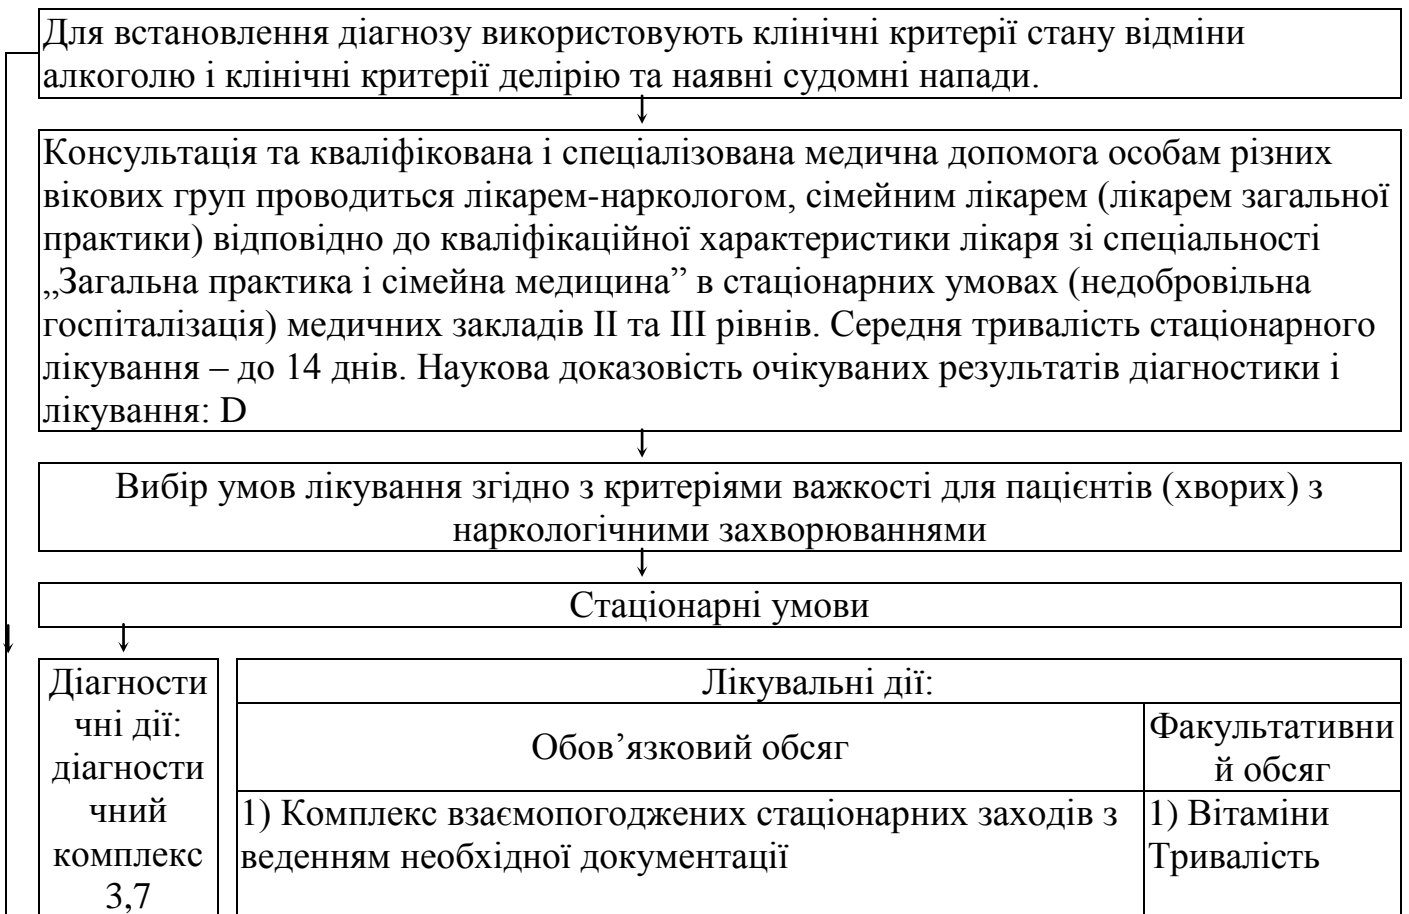 Для встановлення діагнозу використовують клінічні критерії стану відміни
алкоголю і клінічні критерії делірію та наявні судомні напади.
Консультація та кваліфікована і спеціалізована медична допомога особам різних
вікових груп проводиться лікарем-наркологом, сімейним лікарем (лікарем загальної
практики) відповідно до кваліфікаційної характеристики лікаря зі спеціальності
„Загальна практика і сімейна медицина” в стаціонарних умовах (недобровільна
госпіталізація) медичних закладів II та III рівнів. Середня тривалість стаціонарного
лікування – до 14 днів. Наукова доказовість очікуваних результатів діагностики і
лікування: D
Вибір умов лікування згідно з критеріями важкості для пацієнтів (хворих) з
наркологічними захворюваннями
Стаціонарні умови
Діагности
чні дії:
діагности
чний
комплекс
3,7
Лікувальні дії:
Обов’язковий обсяг
Факультативни
й обсяг
1) Комплекс взаємопогоджених стаціонарних заходів з
веденням необхідної документації
1) Вітаміни
Тривалість